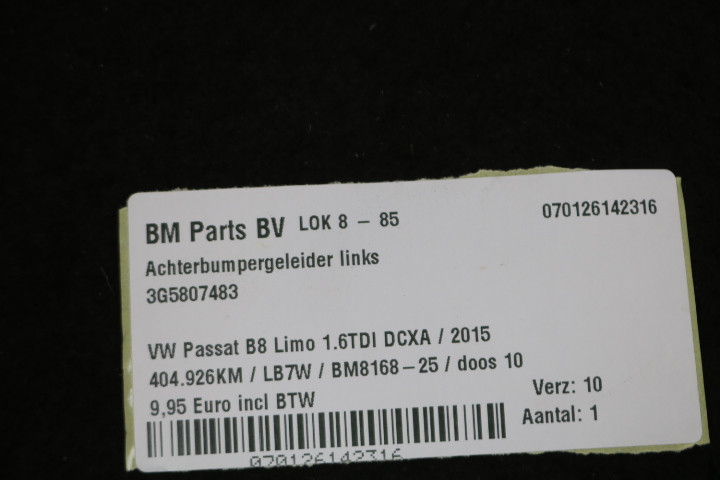 BM Parts BV LOK 8 - 85 070126142316
Achterbumpergeleider links
3G5807483
VW Passat B8 Limo 1.6TDI DCXA / 2015
404.926KM / LB7W / BM8168-25 / doos 10
Verz: 10
9,95 Euro incl BTW
Aantal: 1
070126142316